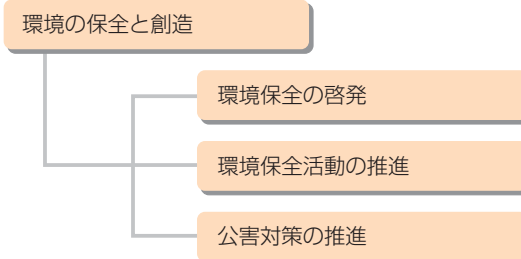 環境の保全と創造
環境保全の啓発
環境保全活動の推進
公害対策の推進